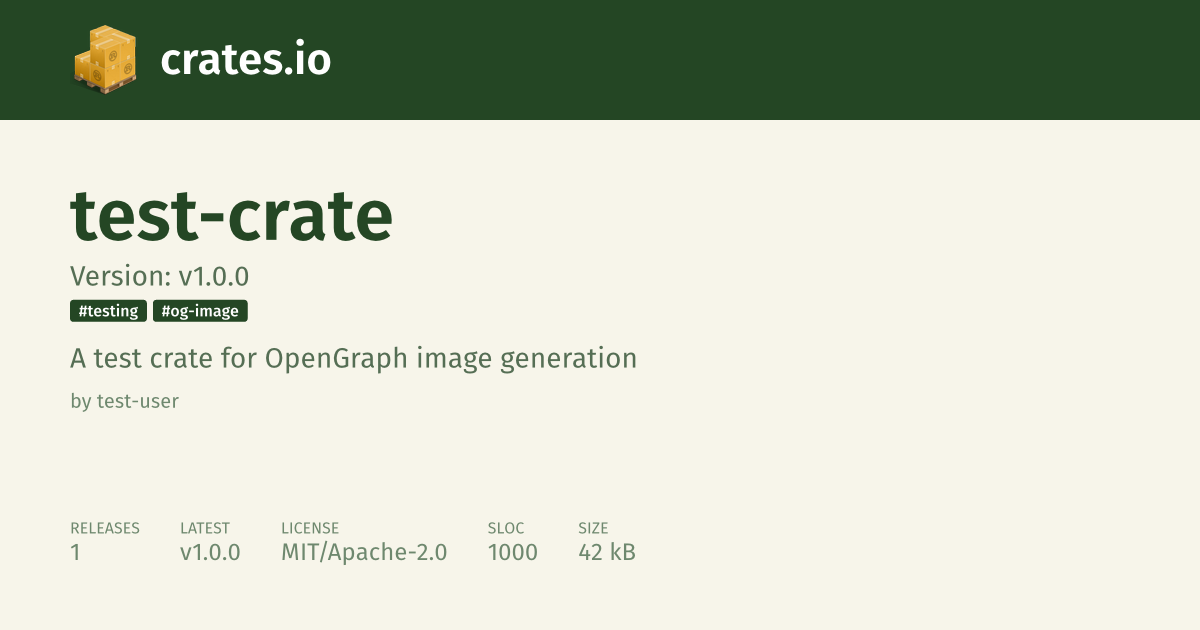 crates.io
test-crate
Version: v1.0.0
#testing #og-image
A test crate for OpenGraph image generation
by test-user
RELEASES LATEST LICENSE SLOC SIZE
1 v1.0.0 MIT/Apache-2.0 1000 42 kB